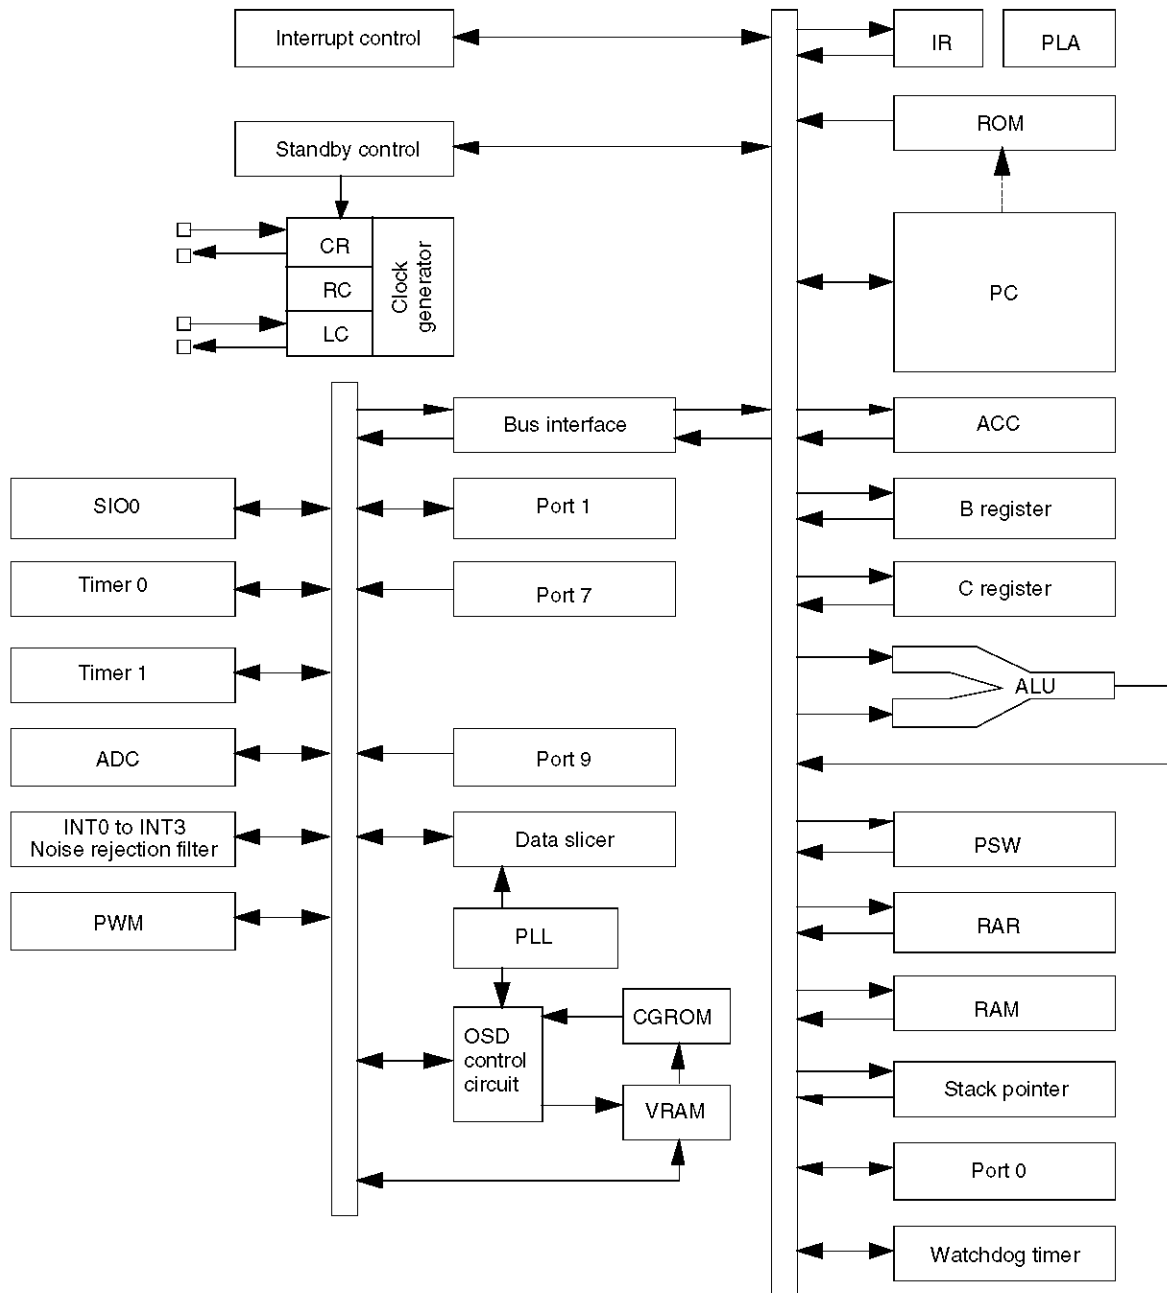 Interrupt control
IR
PLA
ROM
Standby control
CR
RC
LC
Clock
generator
PC
Bus interface
ACC
SIO0
Port 1
B register
Timer 0
Port 7
C register
Timer 1
ALU
ADC
Port 9
INT0 to INT3
Noise rejection filter
Data slicer
PSW
PWM
PLL
RAR
OSD
control
circuit
CGROM
RAM
VRAM
Stack pointer
Port 0
Watchdog timer